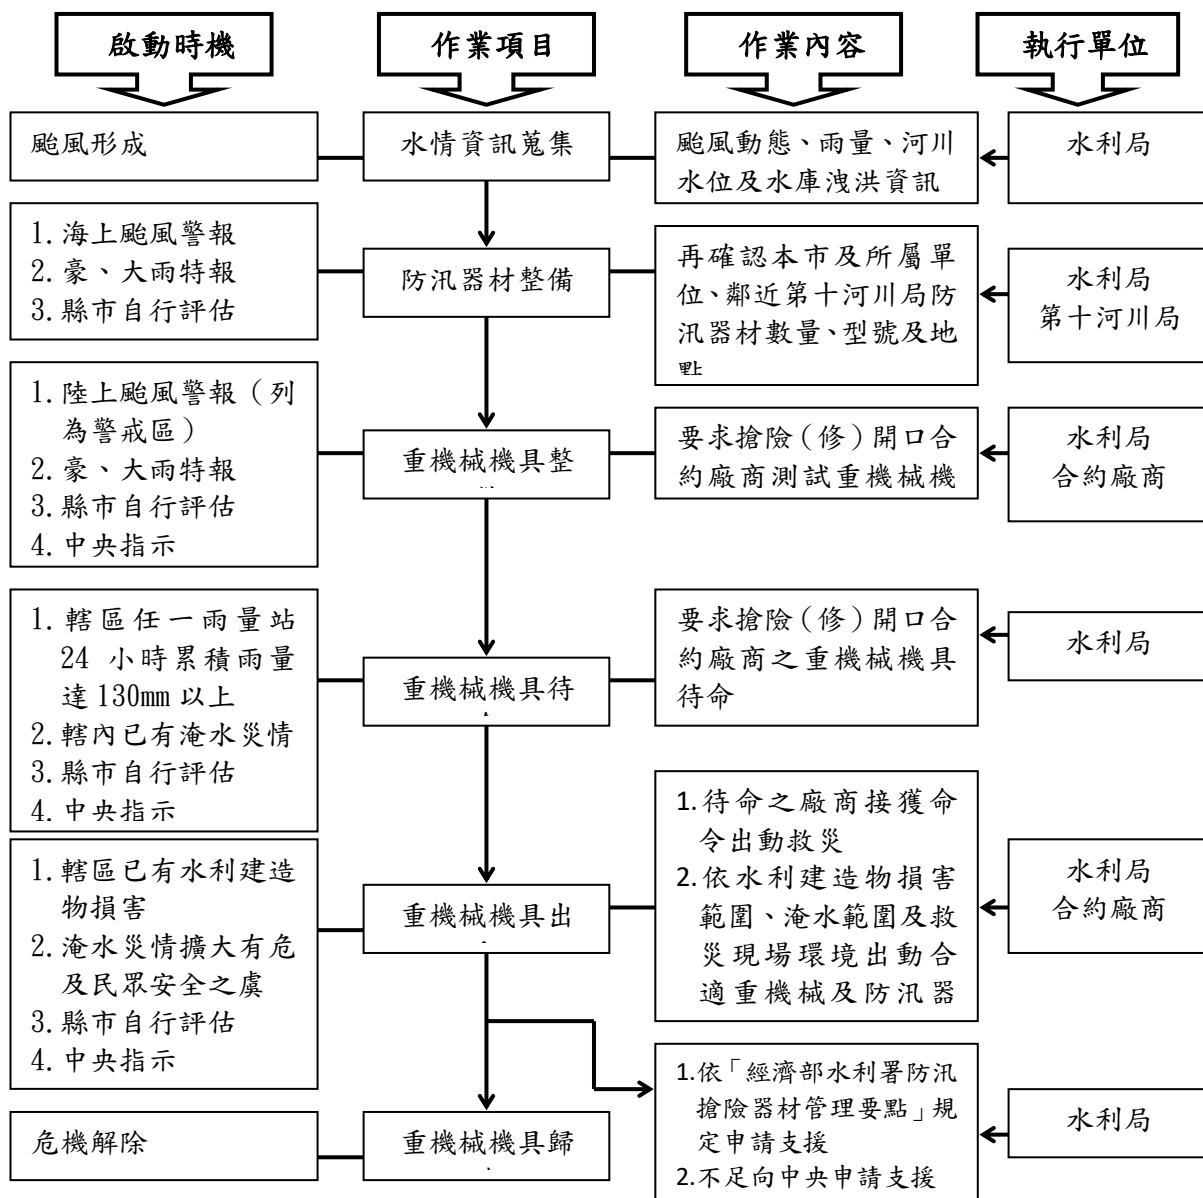 啟動時機
作業項目
作業內容
執行單位
颱風形成
水情資訊蒐集
颱風動態、雨量、河川
水位及水庫洩洪資訊
水利局
1.海上颱風警報
2.豪、大雨特報
3.縣市自行評估
防汛器材整備
再確認本市及所屬單
位、鄰近第十河川局防
汛器材數量、型號及地
點
水利局
第十河川局
1.陸上颱風警報（列
為警戒區）
2.豪、大雨特報
3.縣市自行評估
4.中央指示
重機械機具整
要求搶險（修）開口合
約廠商測試重機械機
水利局
合約廠商
1.轄區任一雨量站
24 小時累積雨量
達 130mm 以上
2.轄內已有淹水災情
3.縣市自行評估
4.中央指示
重機械機具待
要求搶險（修）開口合
約廠商之重機械機具
待命
水利局
1.轄區已有水利建造
物損害
2.淹水災情擴大有危
及民眾安全之虞
3.縣市自行評估
4.中央指示
重機械機具出
1.待命之廠商接獲命
令出動救災
2.依水利建造物損害
範圍、淹水範圍及救
災現場環境出動合
適重機械及防汛器
水利局
合約廠商
危機解除
重機械機具歸
1.依「經濟部水利署防汛
搶險器材管理要點」規
定申請支援
2.不足向中央申請支援
水利局